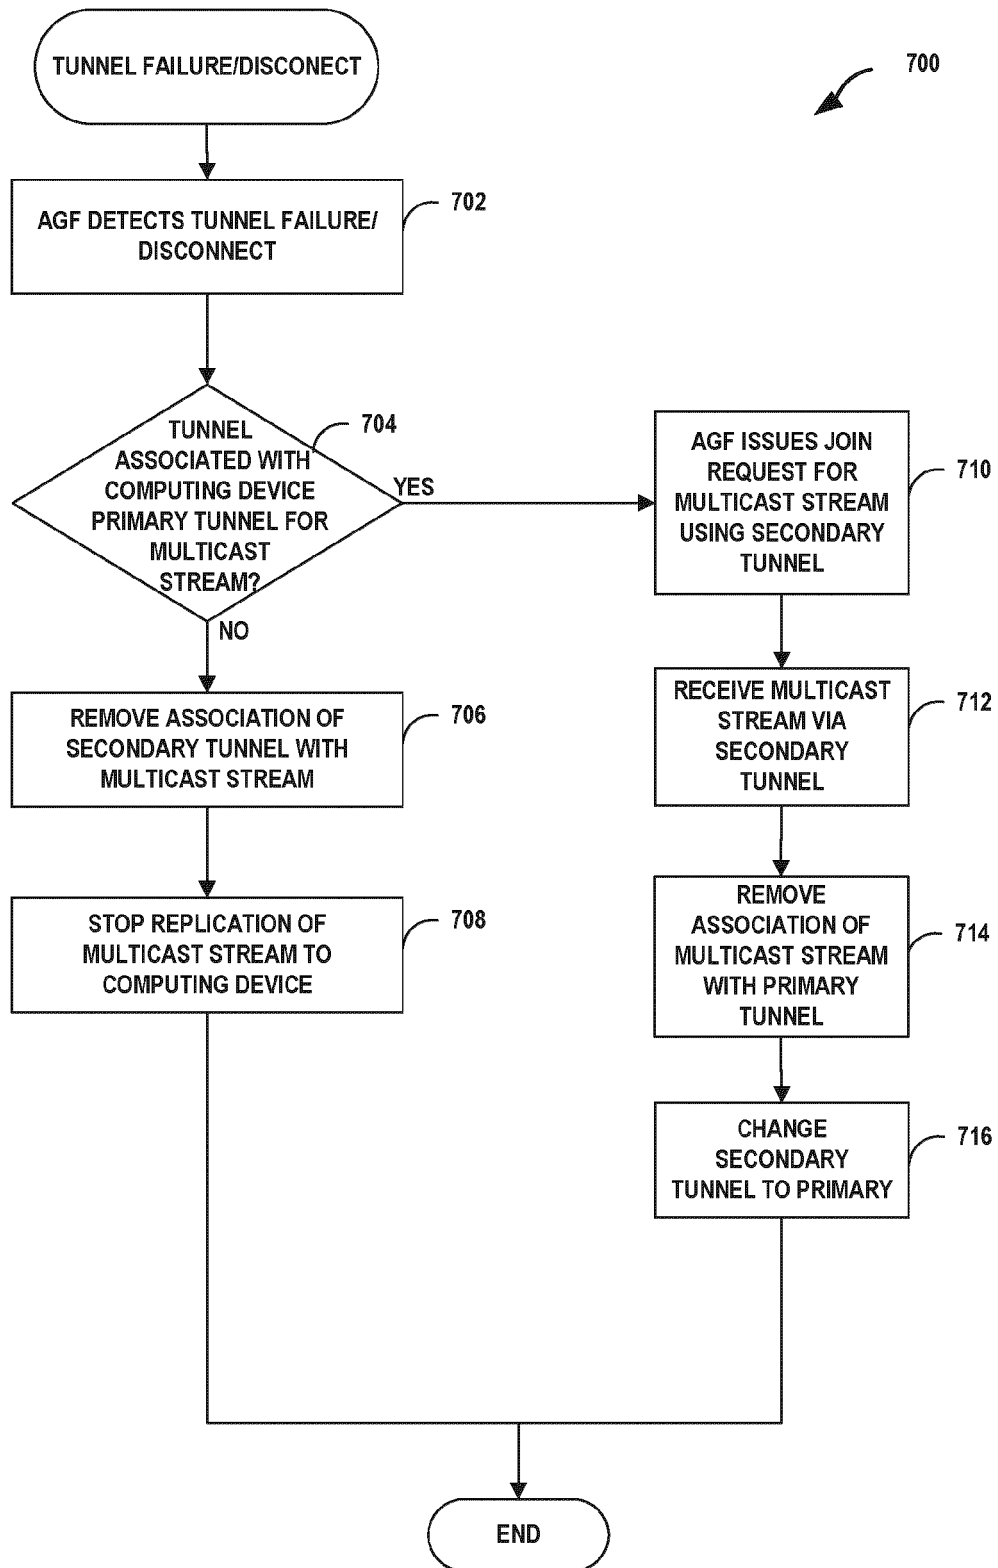 TUNNEL FAILURE/DISCONECT
700
AGF DETECTS TUNNEL FAILURE/
DISCONNECT
702
TUNNEL
ASSOCIATED WITH
COMPUTING DEVICE
PRIMARY TUNNEL FOR
MULTICAST
STREAM?
704
YES
NO
AGF ISSUES JOIN
REQUEST FOR
MULTICAST STREAM
USING SECONDARY
TUNNEL
710
REMOVE ASSOCIATION OF
SECONDARY TUNNEL WITH
MULTICAST STREAM
706
RECEIVE MULTICAST
STREAM VIA
SECONDARY
TUNNEL
712
STOP REPLICATION OF
MULTICAST STREAM TO
COMPUTING DEVICE
708
REMOVE
ASSOCIATION OF
MULTICAST STREAM
WITH PRIMARY
TUNNEL
714
CHANGE
SECONDARY
TUNNEL TO PRIMARY
716
END